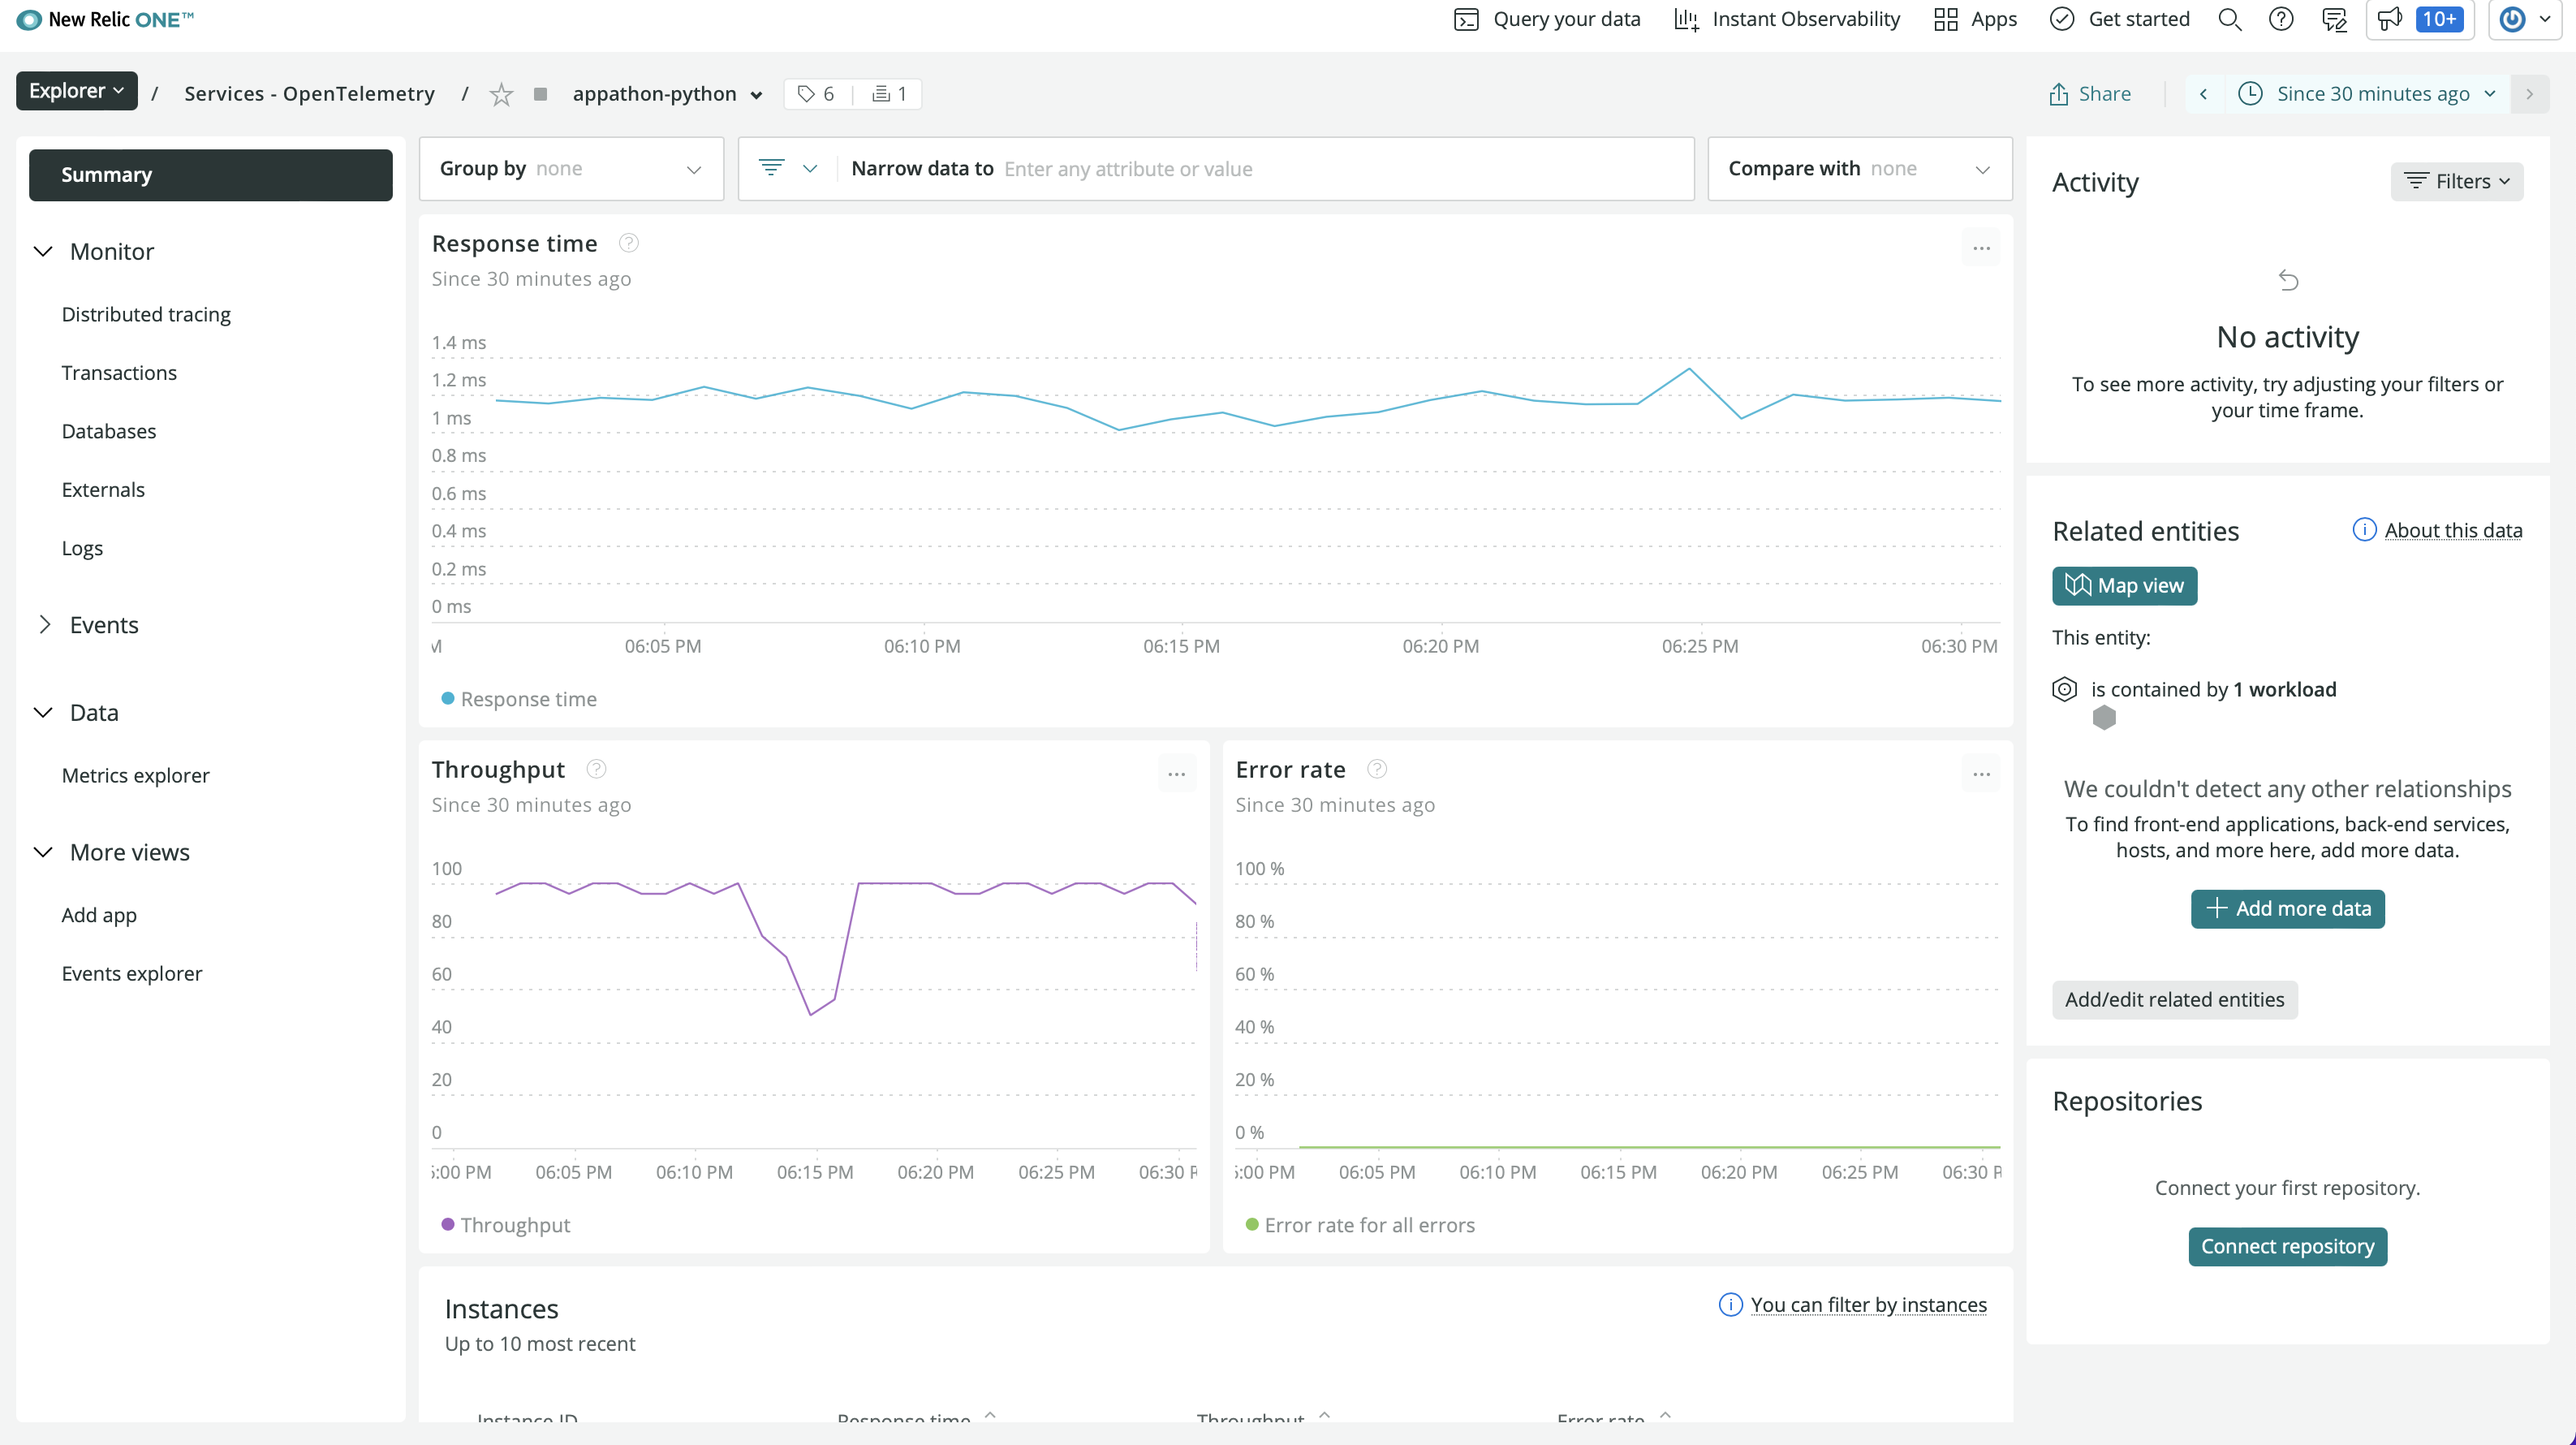 New Relic ONE™
Query your data
Instant Observability
Apps
Get started
10+
Explorer / Services - OpenTelemetry / appathon-python 6 1
Share
Since 30 minutes ago
Summary
Monitor
Distributed tracing
Transactions
Databases
Externals
Logs
Events
Data
Metrics explorer
More views
Add app
Events explorer
Group by none
Narrow data to Enter any attribute or value
Compare with none
Response time ?
Since 30 minutes ago
1.4 ms
1.2 ms
1 ms
0.8 ms
0.6 ms
0.4 ms
0.2 ms
0 ms
M 06:05 PM 06:10 PM 06:15 PM 06:20 PM 06:25 PM 06:30 PM
Response time
Throughput ?
Since 30 minutes ago
100
80
60
40
20
0
:00 PM 06:05 PM 06:10 PM 06:15 PM 06:20 PM 06:25 PM 06:30 P
Throughput
Error rate ?
Since 30 minutes ago
100 %
80 %
60 %
40 %
20 %
0 %
:00 PM 06:05 PM 06:10 PM 06:15 PM 06:20 PM 06:25 PM 06:30 P
Error rate for all errors
Instances
Up to 10 most recent
You can filter by instances
Instance ID Response time Throughput Error rate
Activity
Filters
No activity
To see more activity, try adjusting your filters or
your time frame.
Related entities
About this data
Map view
This entity:
is contained by 1 workload
We couldn't detect any other relationships
To find front-end applications, back-end services,
hosts, and more here, add more data.
Add more data
Add/edit related entities
Repositories
Connect your first repository.
Connect repository